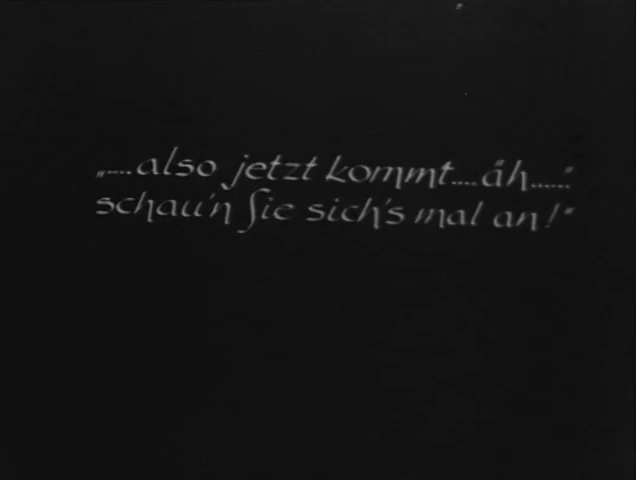 „....also jetzt kommt....äh......"
schau'n Sie sich's mal an!"